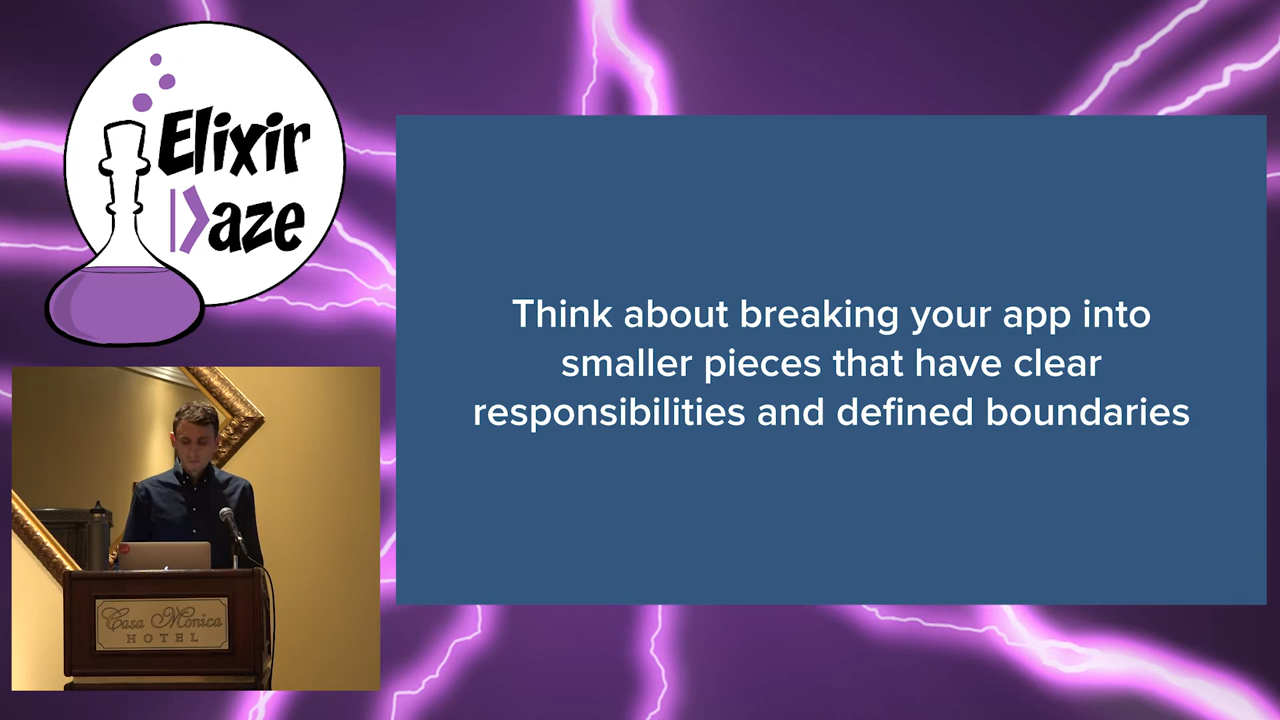 Elixir
Daze
Think about breaking your app into
smaller pieces that have clear
responsibilities and defined boundaries
Casa Monica
HOTEL